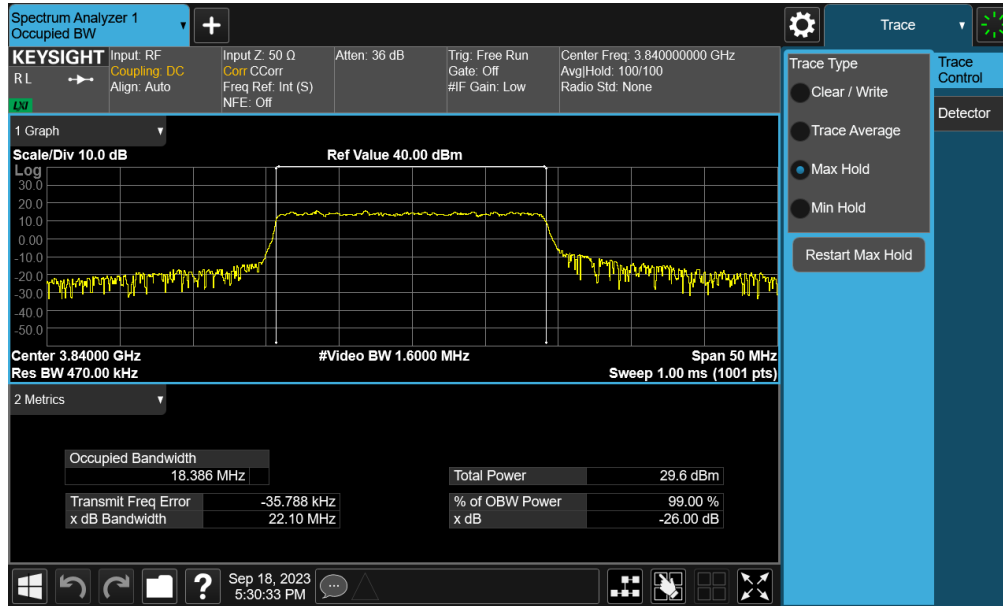 Spectrum Analyzer 1
Occupied BW
+
Trace
KEYSIGHT
R L
LXI
Input: RF
Coupling: DC
Align: Auto
Input Z: 50 Ω
Corr CCorr
Freq Ref: Int (S)
NFE: Off
Atten: 36 dB
Trig: Free Run
Gate: Off
#IF Gain: Low
Center Freq: 3.840000000 GHz
Avg|Hold: 100/100
Radio Std: None
Trace Type
Clear / Write
Trace Average
Max Hold
Min Hold
Restart Max Hold
Trace
Control
Detector
1 Graph
Scale/Div 10.0 dB
Ref Value 40.00 dBm
Log
30.0
20.0
10.0
0.00
-10.0
-20.0
-30.0
-40.0
-50.0
Center 3.84000 GHz
#Video BW 1.6000 MHz
Span 50 MHz
Res BW 470.00 kHz
Sweep 1.00 ms (1001 pts)
2 Metrics
Occupied Bandwidth
18.386 MHz
Total Power 29.6 dBm
Transmit Freq Error -35.788 kHz
% of OBW Power 99.00 %
x dB Bandwidth 22.10 MHz
x dB -26.00 dB
?
Sep 18, 2023
5:30:33 PM